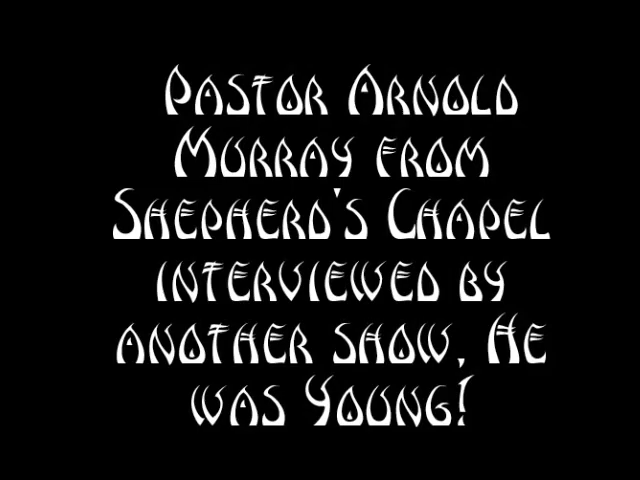 Pastor Arnold
Murray from
Shepherd's Chapel
interviewed by
another show, He
was Young!